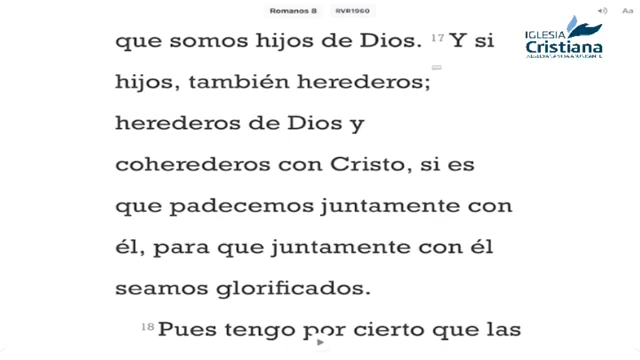 Romanos 8 RVR1960
Aa
IGLESIA
Cristiana
que somos hijos de Dios. 17 Y si
hijos, también herederos;
herederos de Dios y
coherederos con Cristo, si es
que padecemos juntamente con
él, para que juntamente con él
seamos glorificados.
18 Pues tengo por cierto que las